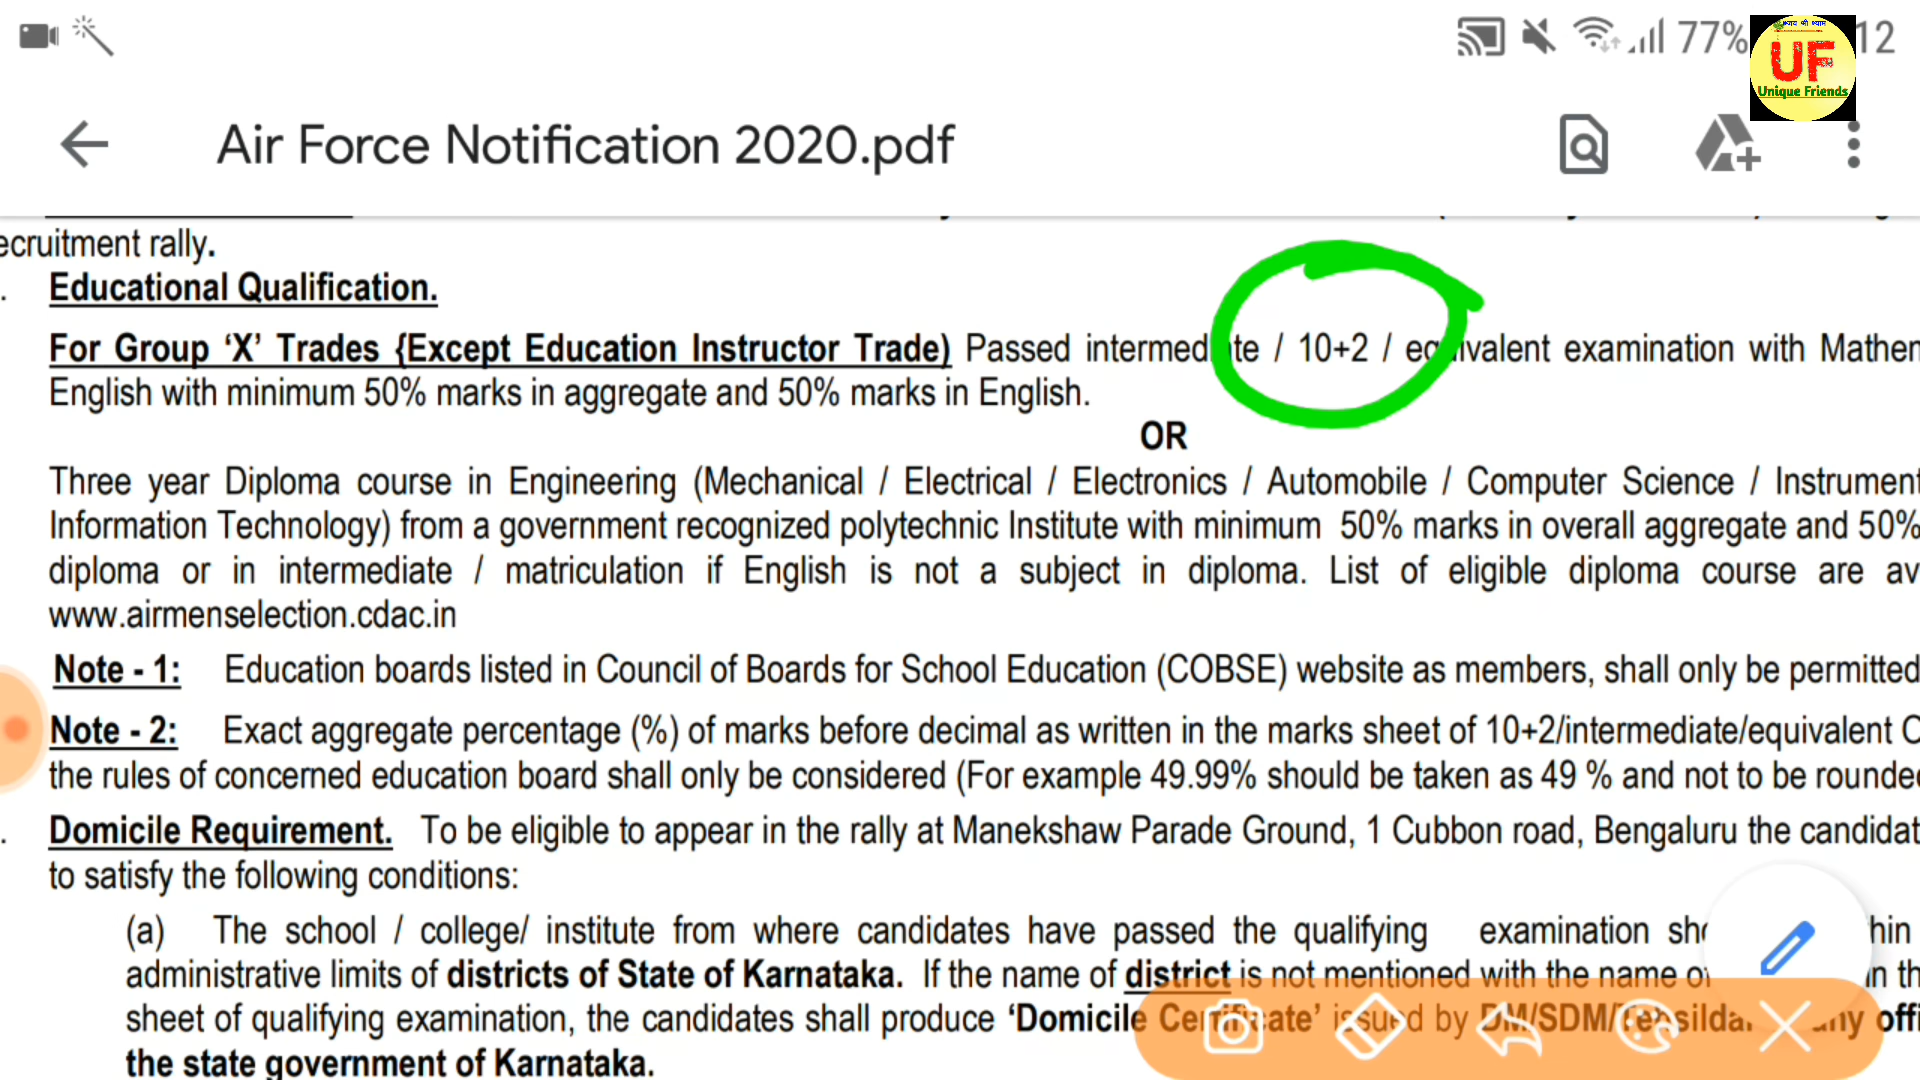 77%
12
UF
Unique Friends
Air Force Notification 2020.pdf
ecruitment rally.
Educational Qualification.
For Group ‘X’ Trades {Except Education Instructor Trade) Passed intermediate / 10+2 / equivalent examination with Mathem
English with minimum 50% marks in aggregate and 50% marks in English.
OR
Three year Diploma course in Engineering (Mechanical / Electrical / Electronics / Automobile / Computer Science / Instrument
Information Technology) from a government recognized polytechnic Institute with minimum 50% marks in overall aggregate and 50%
diploma or in intermediate / matriculation if English is not a subject in diploma. List of eligible diploma course are av
www.airmenselection.cdac.in
Note - 1: Education boards listed in Council of Boards for School Education (COBSE) website as members, shall only be permitted
Note - 2: Exact aggregate percentage (%) of marks before decimal as written in the marks sheet of 10+2/intermediate/equivalent C
the rules of concerned education board shall only be considered (For example 49.99% should be taken as 49 % and not to be rounde
. Domicile Requirement. To be eligible to appear in the rally at Manekshaw Parade Ground, 1 Cubbon road, Bengaluru the candidat
to satisfy the following conditions:
(a) The school / college/ institute from where candidates have passed the qualifying examination sho hin
administrative limits of districts of State of Karnataka. If the name of district is not mentioned with the name of in th
sheet of qualifying examination, the candidates shall produce ‘Domicile Certificate’ issued by DM/SDM/Tehsildar any offi
the state government of Karnataka.